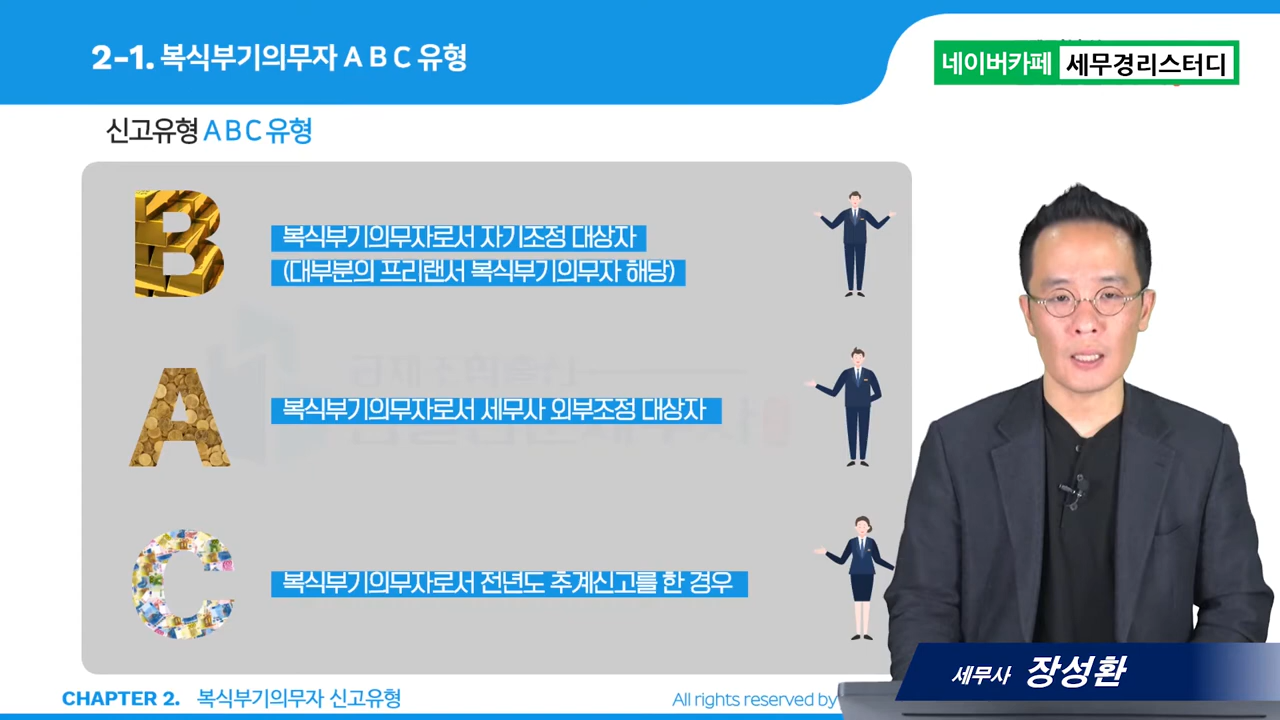 2-1. 복식부기의무자 A B C 유형
네이버카페 세무경리스터디
신고유형 A B C 유형
B
복식부기의무자로서 자기조정 대상자
(대부분의 프리랜서 복식부기의무자 해당)
A
복식부기의무자로서 세무사 외부조정 대상자
C
복식부기의무자로서 전년도 추계신고를 한 경우
세무사 장성환
CHAPTER 2. 복식부기의무자 신고유형
All rights reserved by